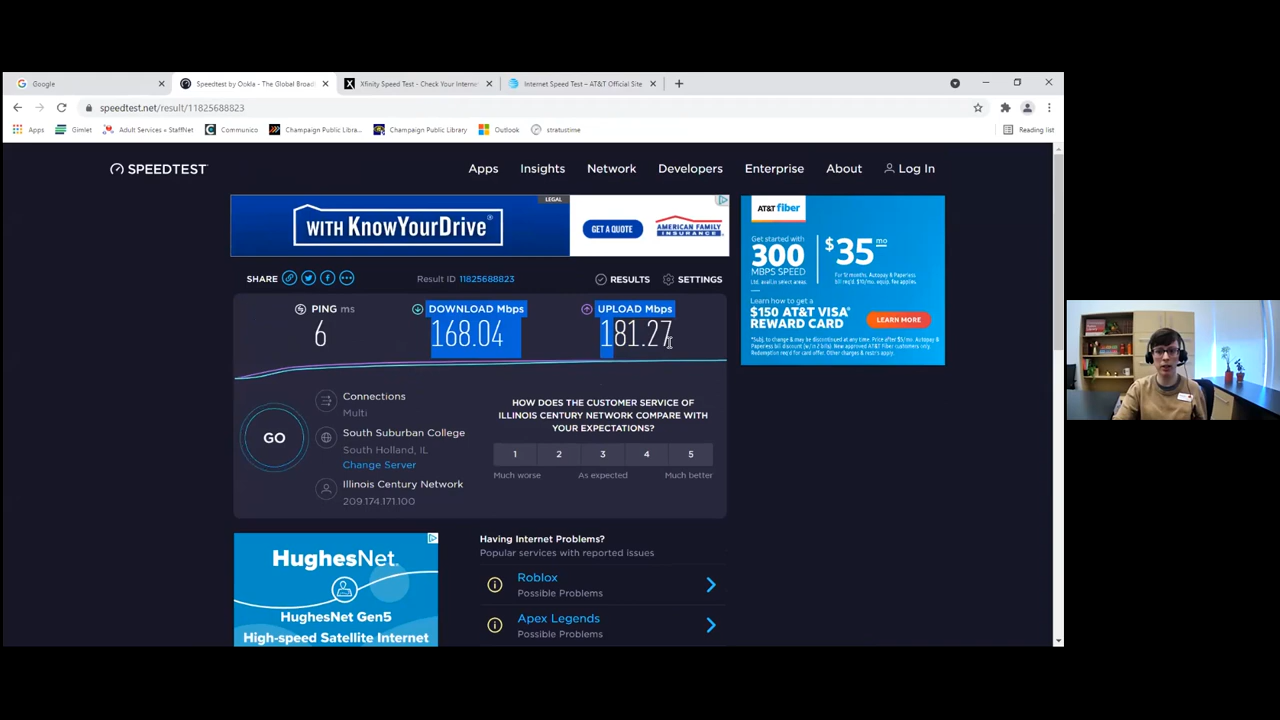 Google
Speedtest by Ookla - The Global Broad
Xfinity Speed Test - Check Your Intern
Internet Speed Test – AT&T Official Site
speedtest.net/result/11825688823
Apps
Gimlet
Adult Services » StaffNet
Communico
Champaign Public Libra...
Champaign Public Library
Outlook
stratustime
Reading list
SPEEDTEST
Apps
Insights
Network
Developers
Enterprise
About
Log In
LEGAL
WITH KnowYourDrive®
GET A QUOTE
AMERICAN FAMILY
INSURANCE
AT&T fiber
Get started with
300
MBPS SPEED
Ltd. avail./in select areas.
$35 mo
LEARN MORE
Learn how to get a
$150 AT&T VISA®
REWARD CARD
SHARE
Result ID 11825688823
RESULTS
SETTINGS
PING ms
6
DOWNLOAD Mbps
168.04
UPLOAD Mbps
181.27
GO
Connections
Multi
South Suburban College
South Holland, IL
Change Server
Illinois Century Network
209.174.171.100
HOW DOES THE CUSTOMER SERVICE OF
ILLINOIS CENTURY NETWORK COMPARE WITH
YOUR EXPECTATIONS?
1 2 3 4 5
Much worse As expected Much better
HughesNet.
HughesNet Gen5
High-speed Satellite Internet
Having Internet Problems?
Popular services with reported issues
Roblox
Possible Problems
Apex Legends
Possible Problems